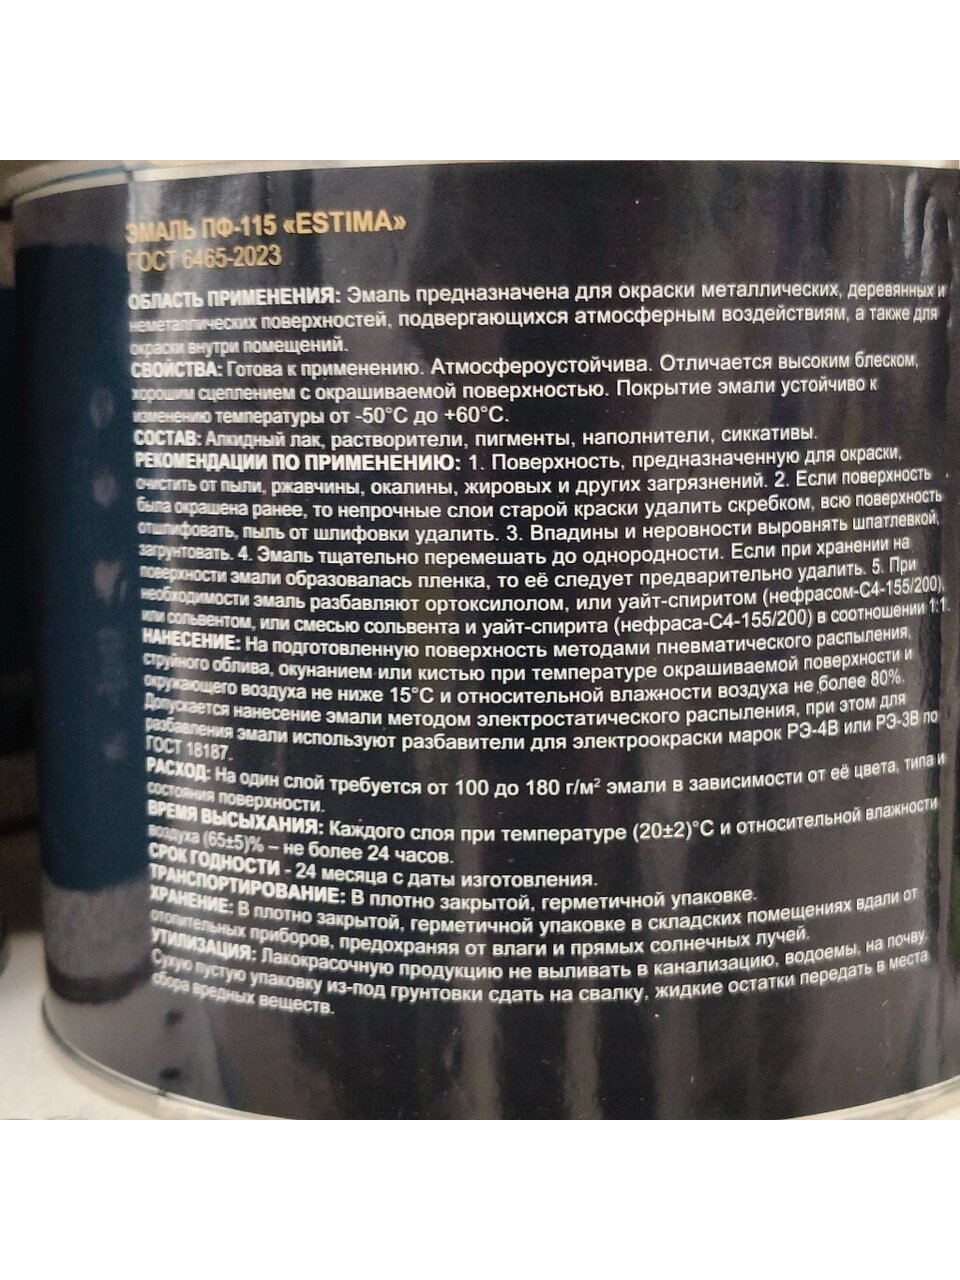 ЭМАЛЬ ПФ-115 «ESTIMA»
ГОСТ 6465-2023
ОБЛАСТЬ ПРИМЕНЕНИЯ: Эмаль предназначена для окраски металлических, деревянных и
неметаллических поверхностей, подвергающихся атмосферным воздействиям, а также для
окраски внутри помещений.
СВОЙСТВА: Готова к применению. Атмосфероустойчива. Отличается высоким блеском,
хорошим сцеплением с окрашиваемой поверхностью. Покрытие эмали устойчиво к
изменению температуры от -50°С до +60°С.
СОСТАВ: Алкидный лак, растворители, пигменты, наполнители, сиккативы.
РЕКОМЕНДАЦИИ ПО ПРИМЕНЕНИЮ: 1. Поверхность, предназначенную для окраски,
очистить от пыли, ржавчины, окалины, жировых и других загрязнений. 2. Если поверхность
была окрашена ранее, то непрочные слои старой краски удалить скребком, всю поверхность
отшлифовать, пыль от шлифовки удалить. 3. Впадины и неровности выровнять шпатлевкой,
загрунтовать. 4. Эмаль тщательно перемешать до однородности. Если при хранении на
поверхности эмали образовалась пленка, то её следует предварительно удалить. 5. При
необходимости эмаль разбавляют ортоксилолом, или уайт-спиритом (нефрасом-С4-155/200),
или сольвентом, или смесью сольвента и уайт-спирита (нефраса-С4-155/200) в соотношении 1:1.
НАНЕСЕНИЕ: На подготовленную поверхность методами пневматического распыления,
струйного облива, окунанием или кистью при температуре окрашиваемой поверхности и
окружающего воздуха не ниже 15°С и относительной влажности воздуха не более 80%.
Допускается нанесение эмали методом электростатического распыления, при этом для
разбавления эмали используют разбавители для электроокраски марок РЭ-4В или РЭ-3В по
ГОСТ 18187.
РАСХОД: На один слой требуется от 100 до 180 г/м² эмали в зависимости от её цвета, типа и
состояния поверхности.
ВРЕМЯ ВЫСЫХАНИЯ: Каждого слоя при температуре (20±2)°С и относительной влажности
воздуха (65±5)% – не более 24 часов.
СРОК ГОДНОСТИ - 24 месяца с даты изготовления.
ТРАНСПОРТИРОВАНИЕ: В плотно закрытой, герметичной упаковке.
ХРАНЕНИЕ: В плотно закрытой, герметичной упаковке в складских помещениях вдали от
отопительных приборов, предохраняя от влаги и прямых солнечных лучей.
УТИЛИЗАЦИЯ: Лакокрасочную продукцию не выливать в канализацию, водоемы, на почву.
Сухую пустую упаковку из-под грунтовки сдать на свалку, жидкие остатки передать в места
сбора вредных веществ.